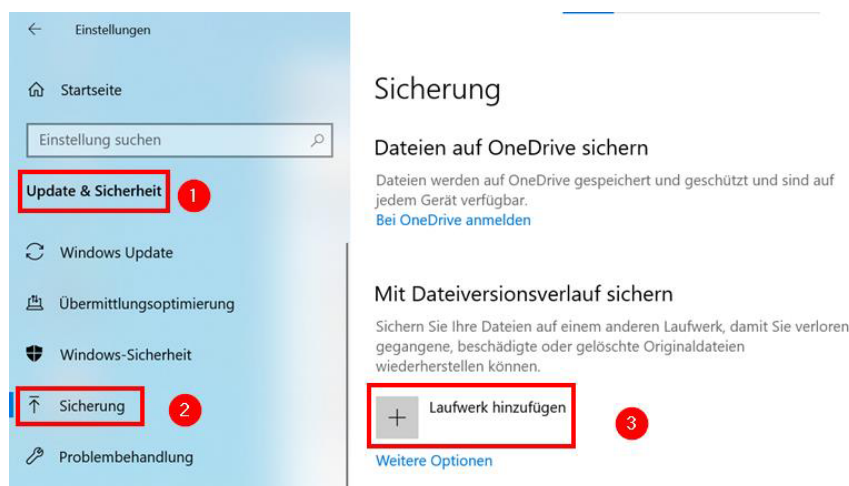 Einstellungen
Startseite
Einstellung suchen
Update & Sicherheit
1
Windows Update
Übermittlungsoptimierung
Windows-Sicherheit
Sicherung
2
Problembehandlung
Sicherung
Dateien auf OneDrive sichern
Dateien werden auf OneDrive gespeichert und geschützt und sind auf
jedem Gerät verfügbar.
Bei OneDrive anmelden
Mit Dateiversionsverlauf sichern
Sichern Sie Ihre Dateien auf einem anderen Laufwerk, damit Sie verloren
gegangene, beschädigte oder gelöschte Originaldateien
wiederherstellen können.
Laufwerk hinzufügen
3
Weitere Optionen